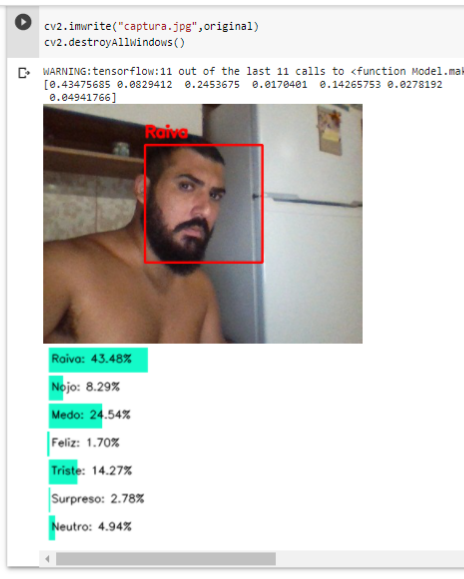 cv2.imwrite("captura.jpg",original)
cv2.destroyAllWindows()
WARNING:tensorflow:11 out of the last 11 calls to <function Model.mak
[0.43475685 0.0829412 0.2453675 0.0170401 0.14265753 0.0278192
0.04941766]
Raiva
Raiva: 43.48%
Nojo: 8.29%
Medo: 24.54%
Feliz: 1.70%
Triste: 14.27%
Surpreso: 2.78%
Neutro: 4.94%